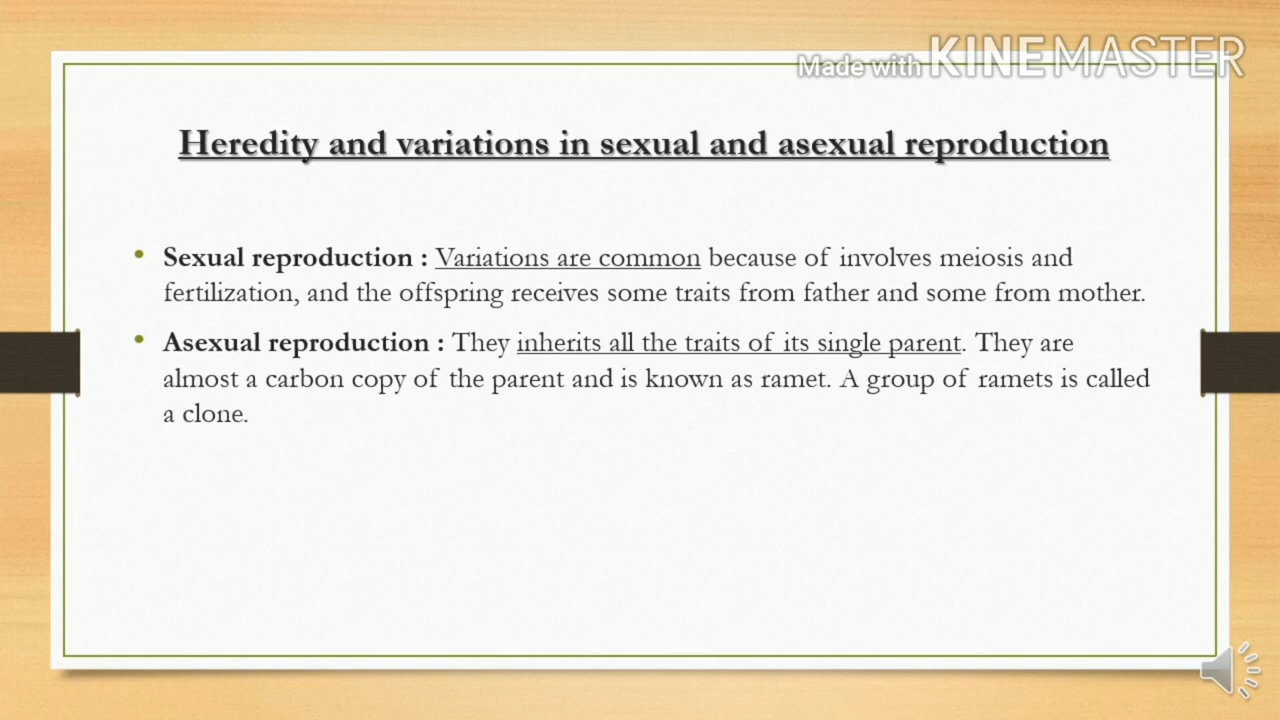 Made with KINEMASTER
Heredity and variations in sexual and asexual reproduction
• Sexual reproduction : Variations are common because of involves meiosis and
fertilization, and the offspring receives some traits from father and some from mother.
• Asexual reproduction : They inherits all the traits of its single parent. They are
almost a carbon copy of the parent and is known as ramet. A group of ramets is called
a clone.